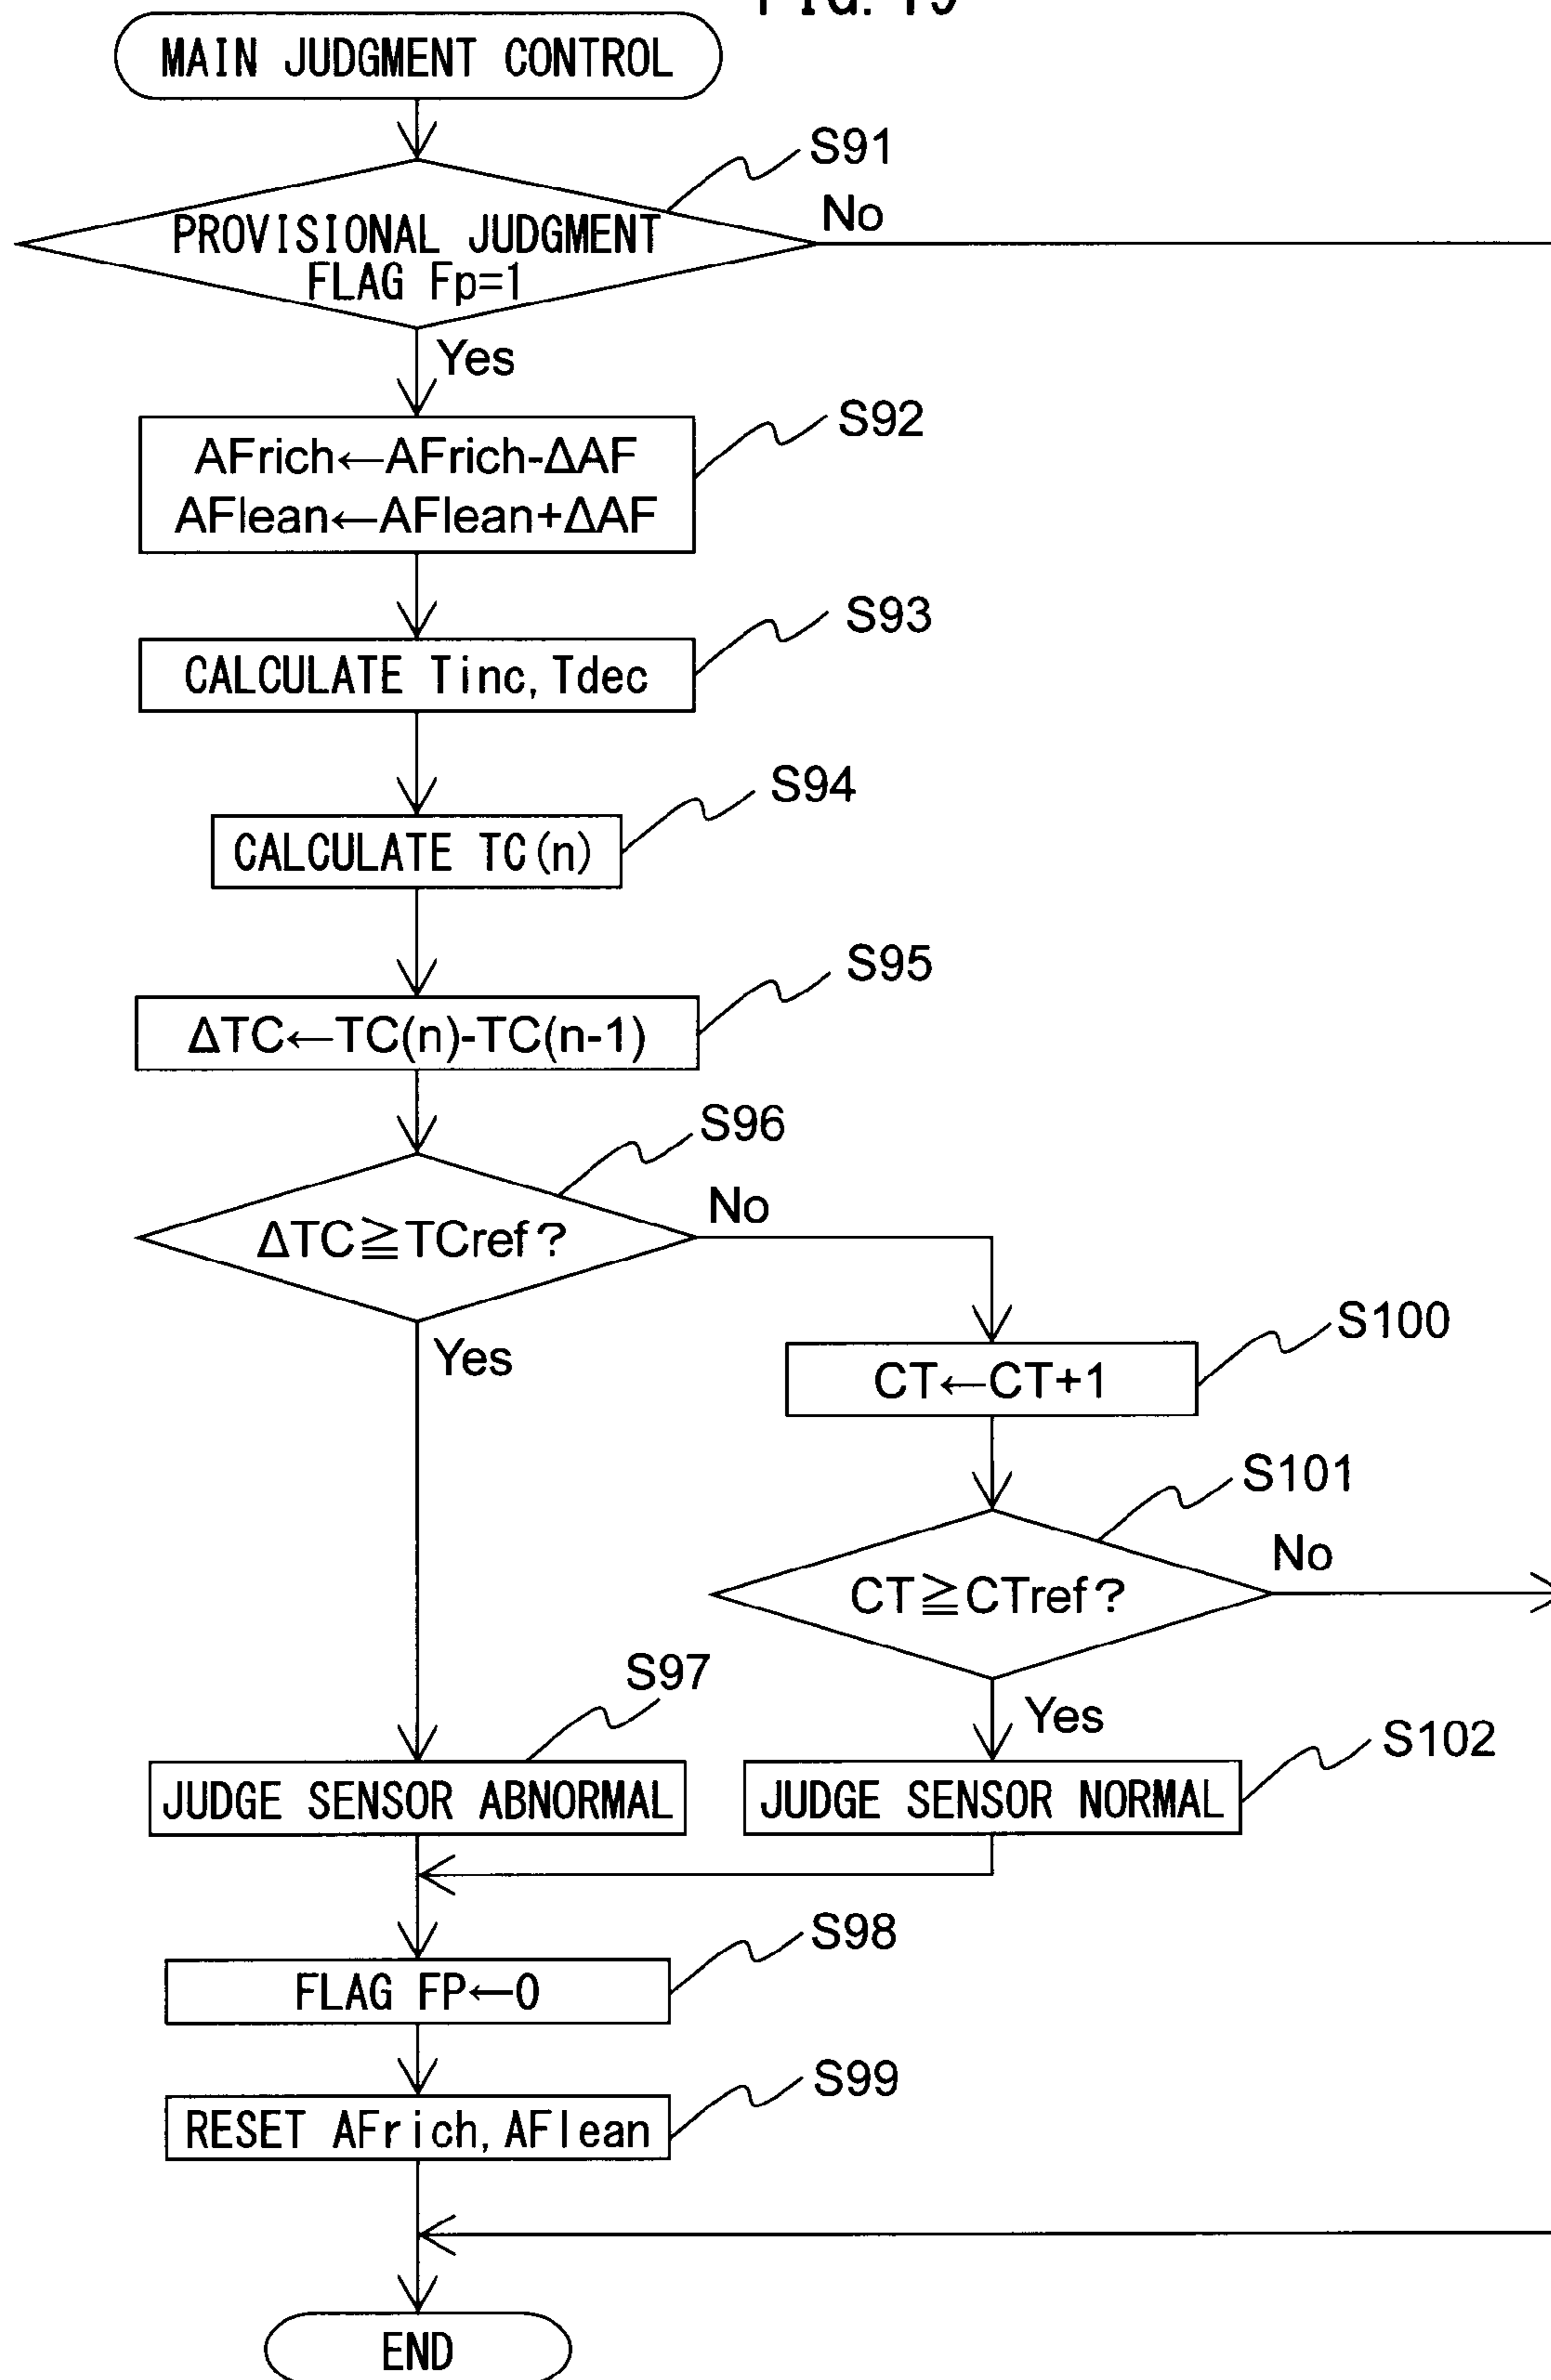 MAIN JUDGMENT CONTROL
S91
PROVISIONAL JUDGMENT
FLAG Fp=1
No
Yes
S92
AFrich←AFrich-ΔAF
AFlean←AFlean+ΔAF
S93
CALCULATE Tinc, Tdec
S94
CALCULATE TC(n)
S95
ΔTC←TC(n)-TC(n-1)
S96
ΔTC≧TCref?
No
Yes
S100
CT←CT+1
S101
CT≧CTref?
No
Yes
S97
JUDGE SENSOR ABNORMAL
S102
JUDGE SENSOR NORMAL
S98
FLAG FP←0
S99
RESET AFrich, AFlean
END